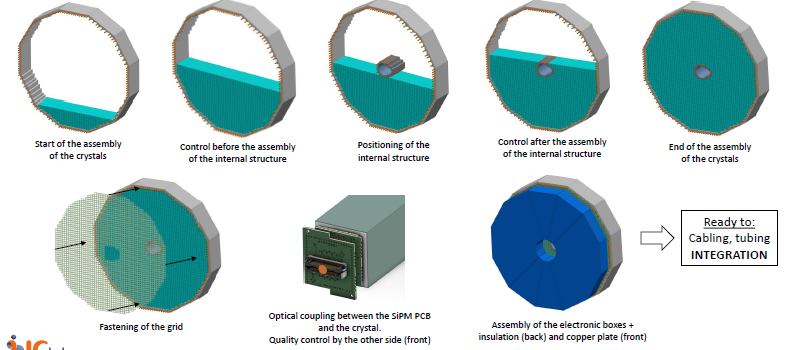 Start of the assembly
of the crystals
Control before the assembly
of the internal structure
Positioning of the
internal structure
Control after the assembly
of the internal structure
End of the assembly
of the crystals
Fastening of the grid
Optical coupling between the SiPM PCB
and the crystal.
Quality control by the other side (front)
Assembly of the electronic boxes +
insulation (back) and copper plate (front)
Ready to:
Cabling, tubing
INTEGRATION